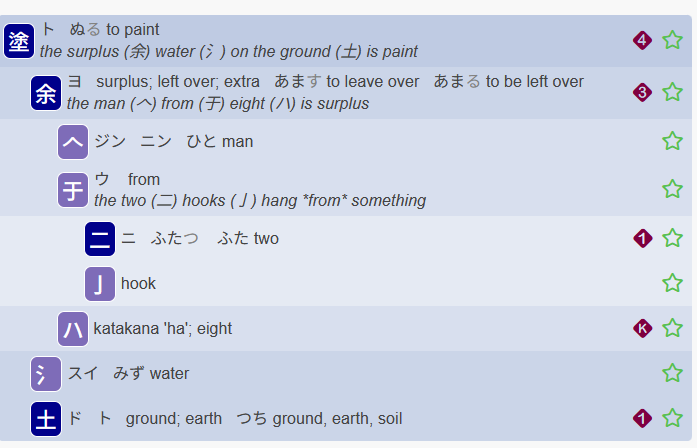 塗 ト ぬる to paint 4
the surplus (余) water (氵) on the ground (土) is paint
余 ヨ surplus; left over; extra あます to leave over あまる to be left over 3
the man (𠆢) from (于) eight (ハ) is surplus
𠆢 ジン ニン ひと man
于 ウ from
the two (二) hooks (亅) hang *from* something
二 ニ ふたつ ふた two 1
亅 hook
ハ katakana 'ha'; eight K
氵 スイ みず water
土 ド ト ground; earth つち ground, earth, soil 1